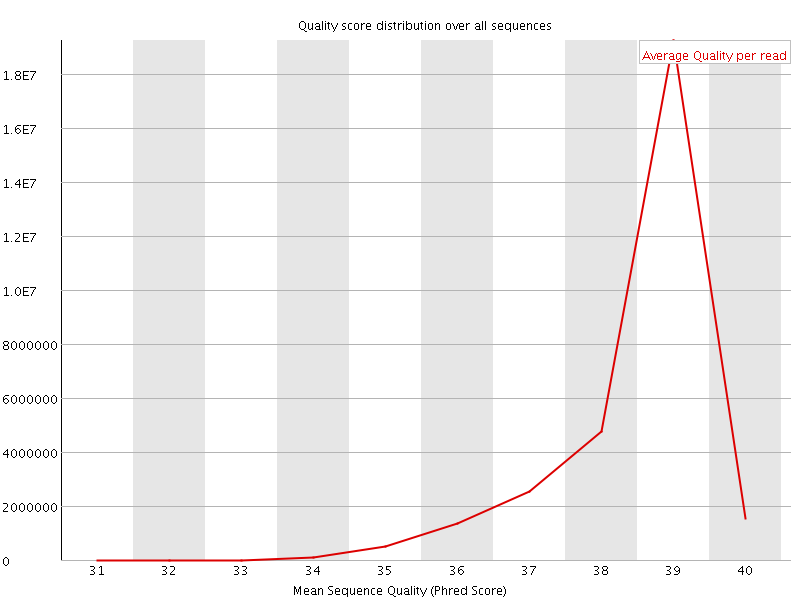 Quality score distribution over all sequences
Average Quality per read
1.8E7
1.6E7
1.4E7
1.2E7
1.0E7
8000000
6000000
4000000
2000000
0
31 32 33 34 35 36 37 38 39 40
Mean Sequence Quality (Phred Score)